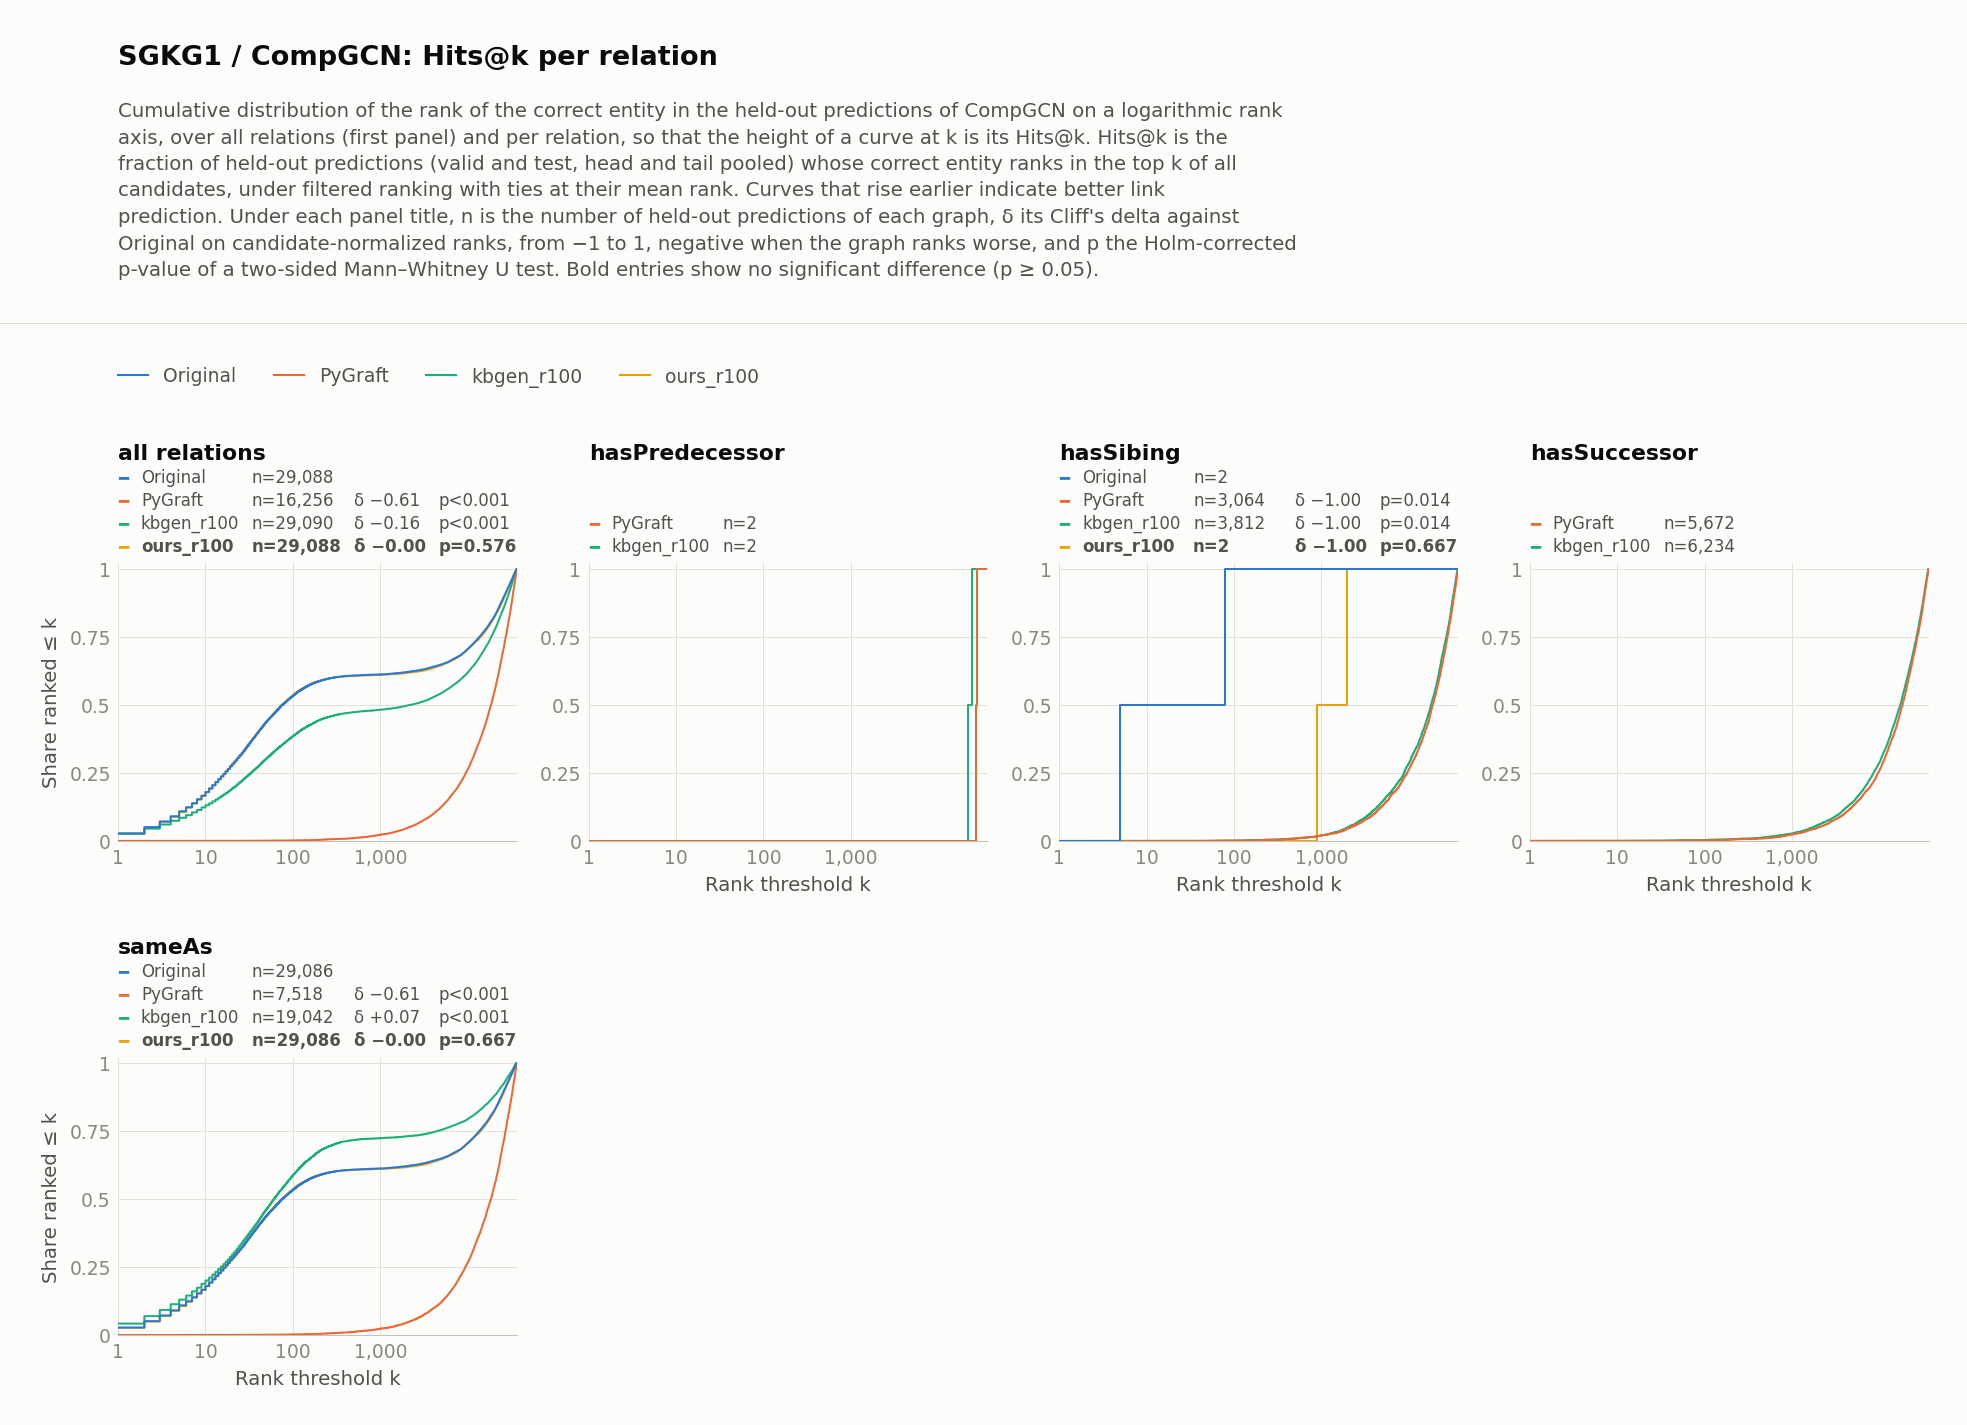 SGKG1 / CompGCN: Hits@k per relation
Cumulative distribution of the rank of the correct entity in the held-out predictions of CompGCN on a logarithmic rank
axis, over all relations (first panel) and per relation, so that the height of a curve at k is its Hits@k. Hits@k is the
fraction of held-out predictions (valid and test, head and tail pooled) whose correct entity ranks in the top k of all
candidates, under filtered ranking with ties at their mean rank. Curves that rise earlier indicate better link
prediction. Under each panel title, n is the number of held-out predictions of each graph, δ its Cliff's delta against
Original on candidate-normalized ranks, from −1 to 1, negative when the graph ranks worse, and p the Holm-corrected
p-value of a two-sided Mann–Whitney U test. Bold entries show no significant difference (p ≥ 0.05).
Original PyGraft kbgen_r100 ours_r100
all relations
Original n=29,088
PyGraft n=16,256 δ −0.61 p<0.001
kbgen_r100 n=29,090 δ −0.16 p<0.001
ours_r100 n=29,088 δ −0.00 p=0.576
1
0.75
0.5
0.25
0
Share ranked ≤ k
1 10 100 1,000
hasPredecessor
PyGraft n=2
kbgen_r100 n=2
1
0.75
0.5
0.25
0
1 10 100 1,000
Rank threshold k
hasSibing
Original n=2
PyGraft n=3,064 δ −1.00 p=0.014
kbgen_r100 n=3,812 δ −1.00 p=0.014
ours_r100 n=2 δ −1.00 p=0.667
1
0.75
0.5
0.25
0
1 10 100 1,000
Rank threshold k
hasSuccessor
PyGraft n=5,672
kbgen_r100 n=6,234
1
0.75
0.5
0.25
0
1 10 100 1,000
Rank threshold k
sameAs
Original n=29,086
PyGraft n=7,518 δ −0.61 p<0.001
kbgen_r100 n=19,042 δ +0.07 p<0.001
ours_r100 n=29,086 δ −0.00 p=0.667
1
0.75
0.5
0.25
0
Share ranked ≤ k
1 10 100 1,000
Rank threshold k